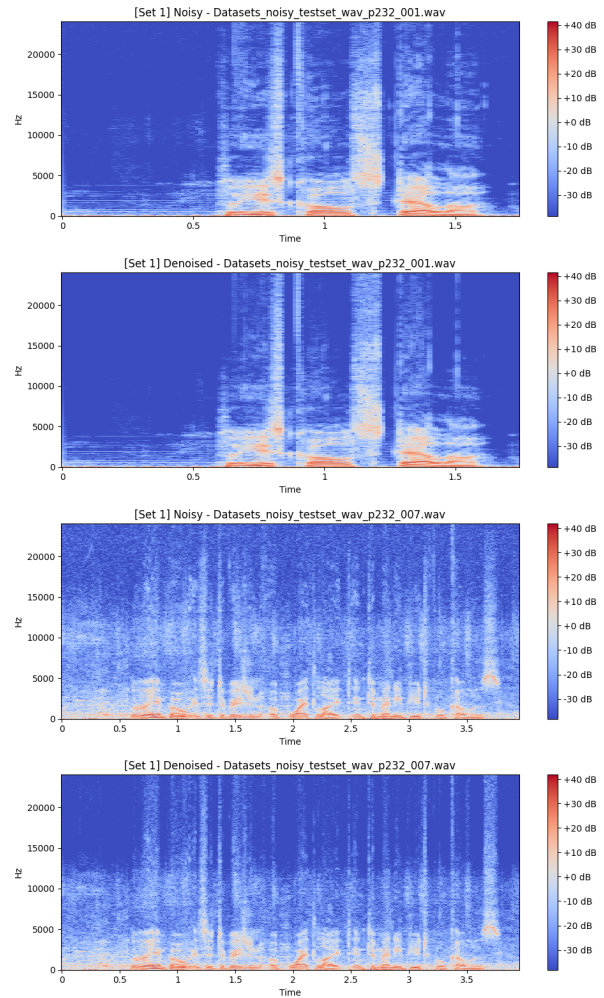 [Set 1] Noisy - Datasets_noisy_testset_wav_p232_001.wav
20000
15000
10000
5000
0
Hz
0
0.5
1
1.5
Time
+40 dB
+30 dB
+20 dB
+10 dB
+0 dB
-10 dB
-20 dB
-30 dB
[Set 1] Denoised - Datasets_noisy_testset_wav_p232_001.wav
20000
15000
10000
5000
0
Hz
0
0.5
1
1.5
Time
+40 dB
+30 dB
+20 dB
+10 dB
+0 dB
-10 dB
-20 dB
-30 dB
[Set 1] Noisy - Datasets_noisy_testset_wav_p232_007.wav
20000
15000
10000
5000
0
Hz
0
0.5
1
1.5
2
2.5
3
3.5
Time
+40 dB
+30 dB
+20 dB
+10 dB
+0 dB
-10 dB
-20 dB
-30 dB
[Set 1] Denoised - Datasets_noisy_testset_wav_p232_007.wav
20000
15000
10000
5000
0
Hz
0
0.5
1
1.5
2
2.5
3
3.5
Time
+40 dB
+30 dB
+20 dB
+10 dB
+0 dB
-10 dB
-20 dB
-30 dB